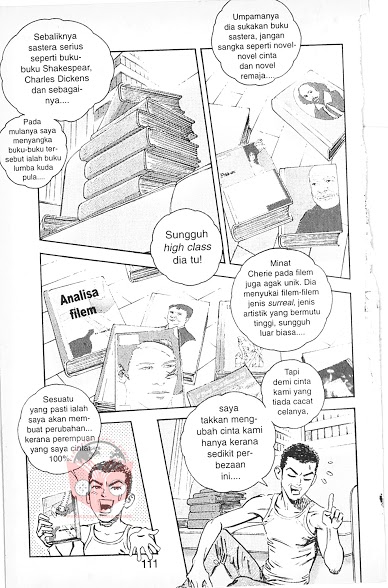 Umpamanya
dia sukakan buku
sastera, jangan
sangka seperti novel-
novel cinta
dan novel
remaja....
Sebaliknya
sastera serius
seperti buku-
buku Shakespear,
Charles Dickens
dan sebagai-
nya....
Pada
mulanya saya
menyangka
buku-buku ter-
sebut ialah buku
lumba kuda
pula....
Sungguh
high class
dia tu!
Minat
Cherie pada filem
juga agak unik. Dia
menyukai filem-filem
jenis surreal, jenis
artistik yang bermutu
tinggi, sungguh
luar biasa....
Analisa
filem
Tapi
demi cinta
kami yang
tiada cacat
celanya,
saya
takkan meng-
ubah cinta kami
hanya kerana
sedikit per-
bezaan
ini....
Sesuatu
yang pasti ialah
saya akan mem-
buat perubahan...
kerana perempuan
yang saya cintai
100%....
111